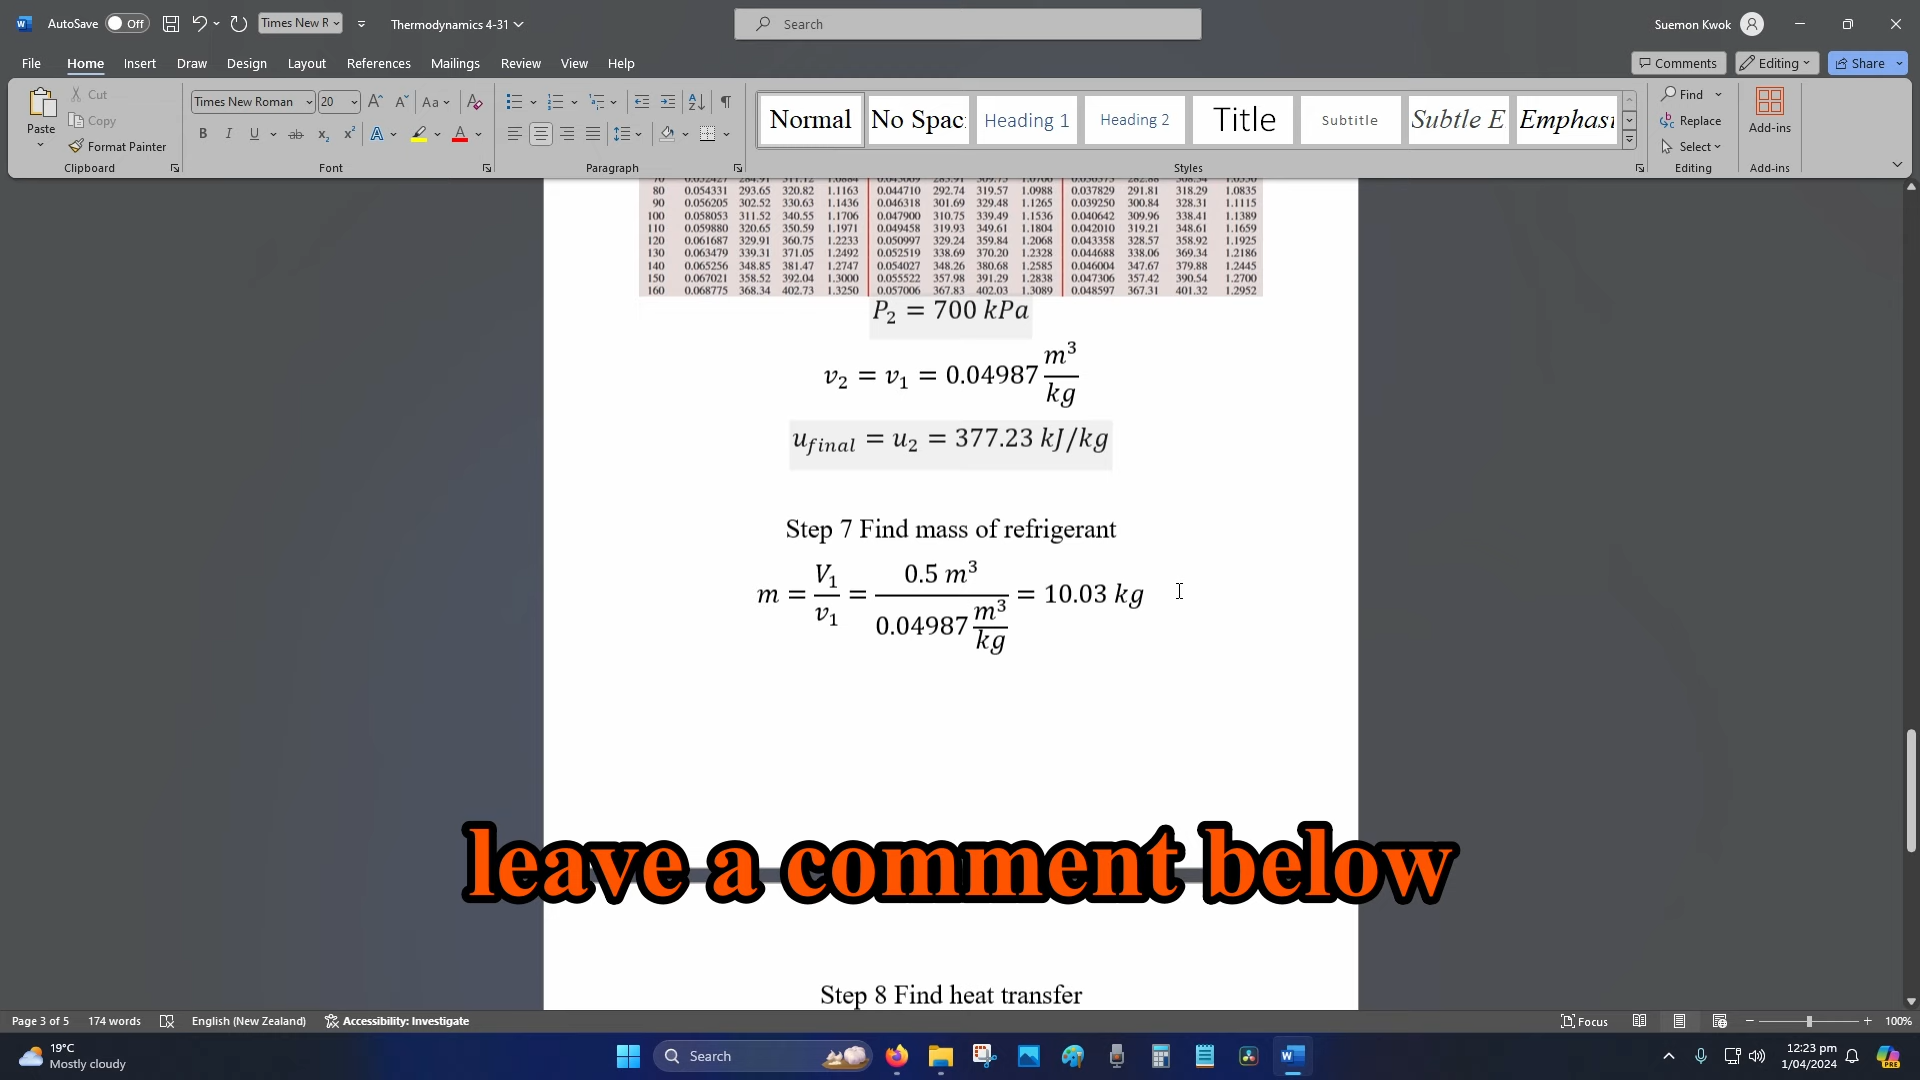 AutoSave Off Times New R Thermodynamics 4-31 Search Suemon Kwok
File Home Insert Draw Design Layout References Mailings Review View Help Comments Editing Share
Paste Cut Copy Format Painter
Times New Roman 20
Normal No Spac Heading 1 Heading 2 Title Subtitle Subtle E Emphasi
Find Replace Select Add-ins
Clipboard Font Paragraph Styles Editing Add-ins
80 0.054331 293.65 320.82 1.1163 0.044710 292.74 319.57 1.0988 0.037829 291.81 318.29 1.0835
90 0.056205 302.52 330.63 1.1436 0.046318 301.69 329.48 1.1265 0.039250 300.84 328.31 1.1115
100 0.058053 311.52 340.55 1.1706 0.047900 310.75 339.49 1.1536 0.040642 309.96 338.41 1.1389
110 0.059880 320.65 350.59 1.1971 0.049458 319.93 349.61 1.1804 0.042010 319.21 348.61 1.1659
120 0.061687 329.91 360.75 1.2233 0.050997 329.24 359.84 1.2068 0.043358 328.57 358.92 1.1925
130 0.063479 339.31 371.05 1.2492 0.052519 338.69 370.20 1.2328 0.044688 338.06 369.34 1.2186
140 0.065256 348.85 381.47 1.2747 0.054027 348.26 380.68 1.2585 0.046004 347.67 379.88 1.2445
150 0.067021 358.52 392.04 1.3000 0.055522 357.98 391.29 1.2838 0.047306 357.42 390.54 1.2700
160 0.068775 368.34 402.73 1.3250 0.057006 367.83 402.03 1.3089 0.048597 367.31 401.32 1.2952
P₂ = 700 kPa
v₂ = v₁ = 0.04987 m³/kg
u_final = u₂ = 377.23 kJ/kg
Step 7 Find mass of refrigerant
m = V₁/v₁ = 0.5 m³ / 0.04987 m³/kg = 10.03 kg
leave a comment below
Step 8 Find heat transfer
Page 3 of 5 174 words English (New Zealand) Accessibility: Investigate Focus 100%
19°C
Mostly cloudy
Search
12:23 pm
1/04/2024